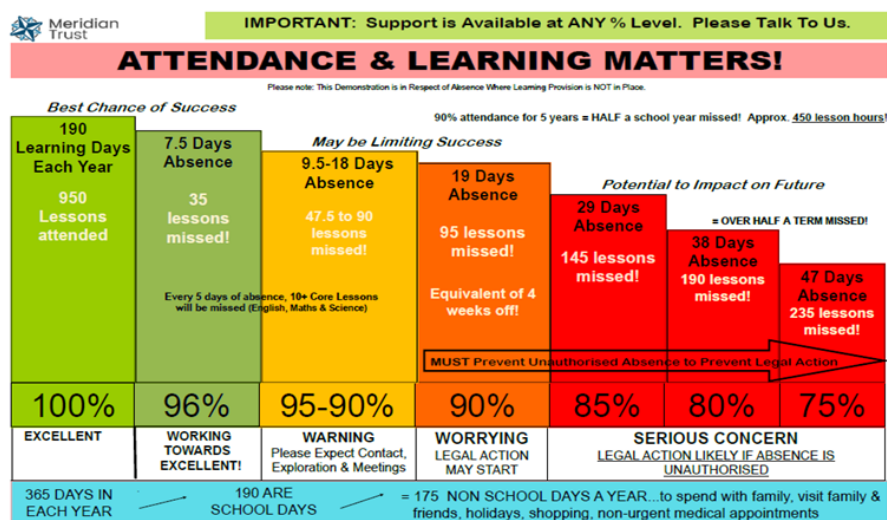 Meridian
Trust
IMPORTANT: Support is Available at ANY % Level. Please Talk To Us.
ATTENDANCE & LEARNING MATTERS!
Please note: This Demonstration is in Respect of Absence Where Learning Provision is NOT in Place.
Best Chance of Success
90% attendance for 5 years = HALF a school year missed! Approx. 450 lesson hours!
May be Limiting Success
Potential to Impact on Future
190
Learning Days
Each Year
950
Lessons
attended
7.5 Days
Absence
35
lessons
missed!
9.5-18 Days
Absence
47.5 to 90
lessons
missed!
Every 5 days of absence, 10+ Core Lessons
will be missed (English, Maths & Science)
19 Days
Absence
95 lessons
missed!
Equivalent of 4
weeks off!
29 Days
Absence
145 lessons
missed!
= OVER HALF A TERM MISSED!
38 Days
Absence
190 lessons
missed!
47 Days
Absence
235 lessons
missed!
MUST Prevent Unauthorised Absence to Prevent Legal Action
100%
96%
95-90%
90%
85%
80%
75%
EXCELLENT
WORKING
TOWARDS
EXCELLENT!
WARNING
Please Expect Contact,
Exploration & Meetings
WORRYING
LEGAL ACTION
MAY START
SERIOUS CONCERN
LEGAL ACTION LIKELY IF ABSENCE IS
UNAUTHORISED
365 DAYS IN
EACH YEAR
190 ARE
SCHOOL DAYS
= 175 NON SCHOOL DAYS A YEAR...to spend with family, visit family &
friends, holidays, shopping, non-urgent medical appointments